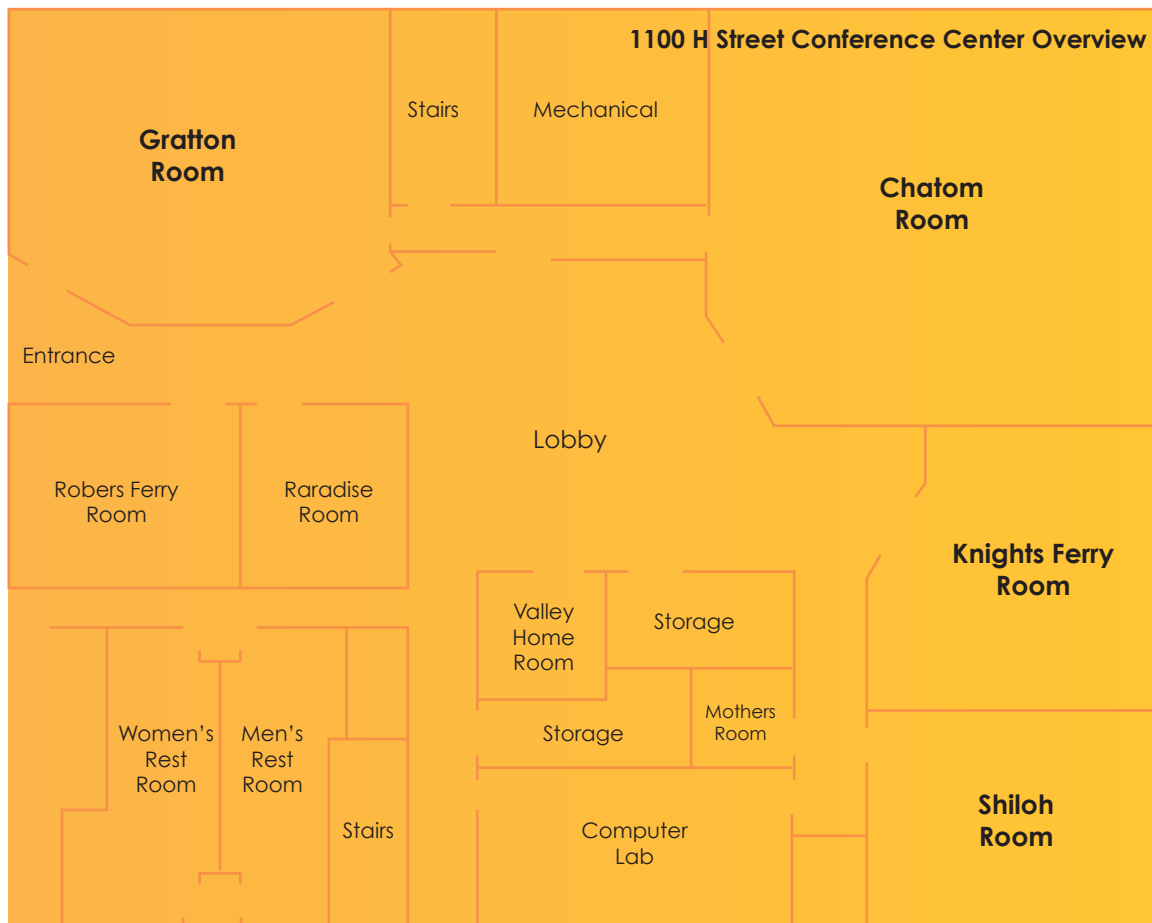 1100 H Street Conference Center Overview
Stairs
Mechanical
Gratton
Room
Chatom
Room
Entrance
Lobby
Robers Ferry
Room
Raradise
Room
Knights Ferry
Room
Valley
Home
Room
Storage
Mothers
Room
Storage
Women’s
Rest
Room
Men’s
Rest
Room
Stairs
Computer
Lab
Shiloh
Room